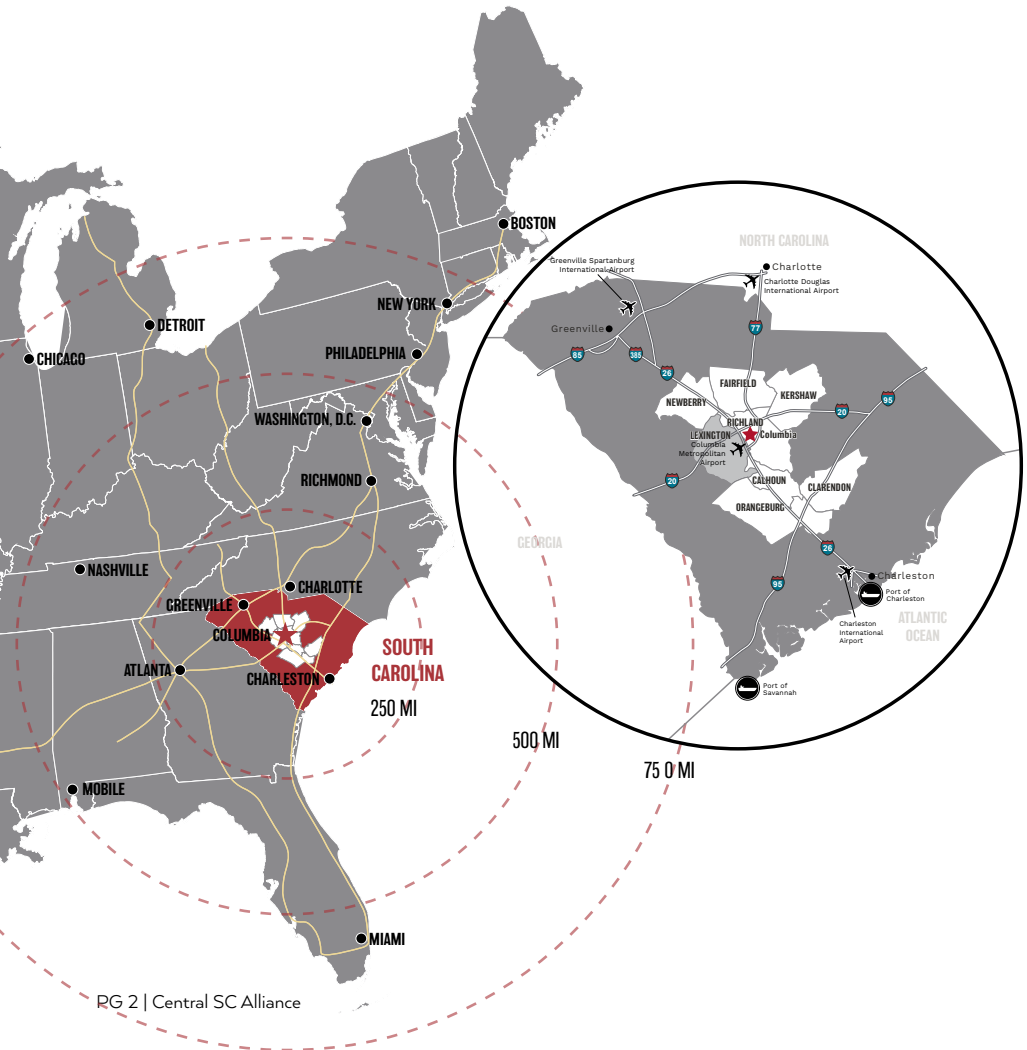 BOSTON
NEW YORK
DETROIT
PHILADELPHIA
CHICAGO
WASHINGTON, D.C.
RICHMOND
NASHVILLE
CHARLOTTE
GREENVILLE
COLUMBIA
SOUTH
CAROLINA
ATLANTA
CHARLESTON
250 MI
500 MI
75 0 MI
MOBILE
MIAMI
NORTH CAROLINA
Greenville Spartanburg
International Airport
Charlotte
Charlotte Douglas
International Airport
Greenville
77
85
385
26
FAIRFIELD
KERSHAW
NEWBERRY
95
20
RICHLAND
LEXINGTON
Columbia
Columbia
Metropolitan
Airport
20
CALHOUN
CLARENDON
ORANGEBURG
GEORGIA
26
95
Charleston
Port of
Charleston
Charleston
International
Airport
ATLANTIC
OCEAN
Port of
Savannah
PG 2 | Central SC Alliance